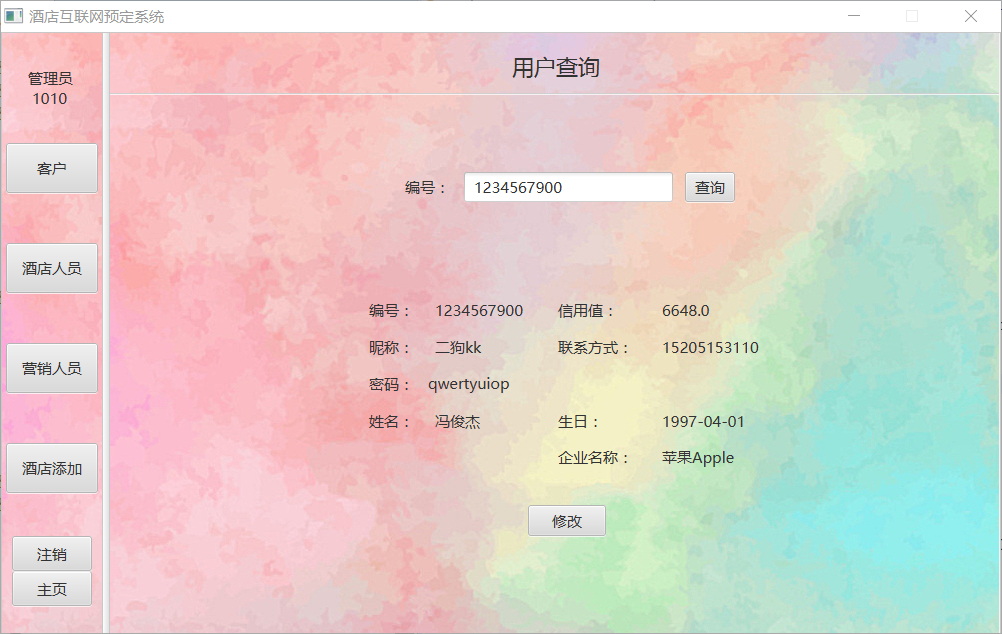 酒店互联网预定系统
管理员
1010
客户
酒店人员
营销人员
酒店添加
注销
主页
用户查询
编号： 1234567900 查询
编号： 1234567900 信用值： 6648.0
昵称： 二狗kk 联系方式： 15205153110
密码： qwertyuiop
姓名： 冯俊杰 生日： 1997-04-01
企业名称： 苹果Apple
修改